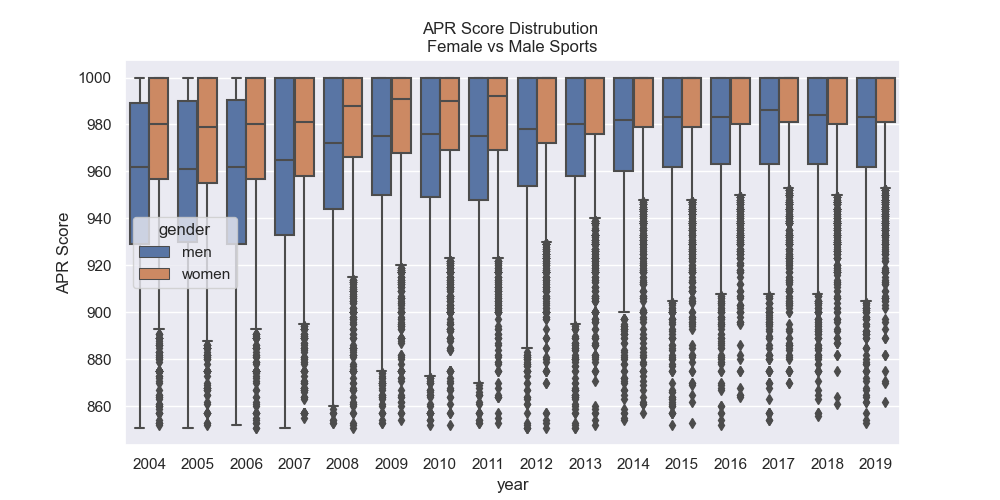 APR Score Distrubution
Female vs Male Sports
1000
980
960
940
920
900
880
860
APR Score
gender
men
women
2004 2005 2006 2007 2008 2009 2010 2011 2012 2013 2014 2015 2016 2017 2018 2019
year